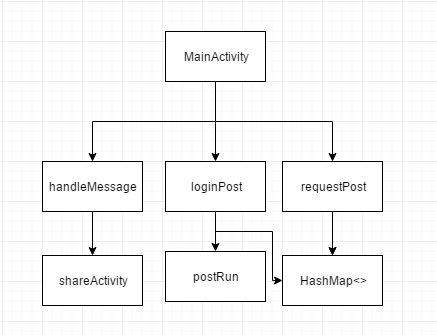 MainActivity
handleMessage
loginPost
requestPost
shareActivity
postRun
HashMap<>